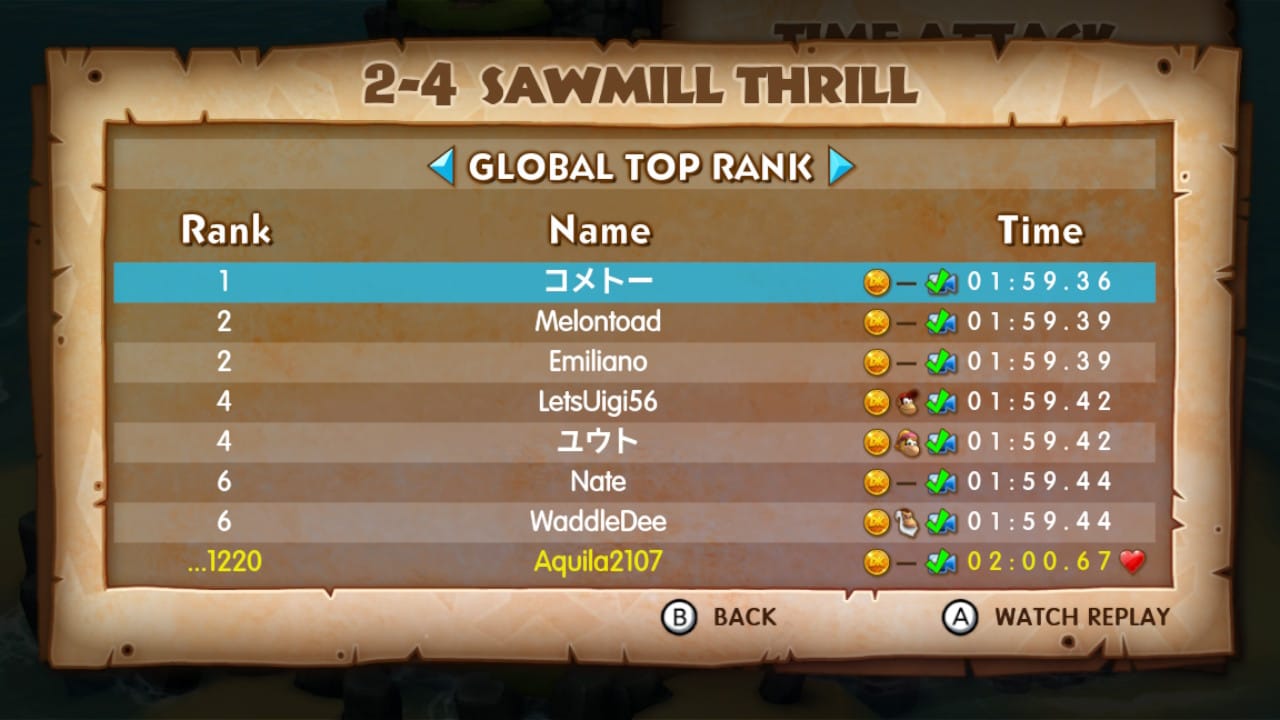 TIME ATTACK
2-4 SAWMILL THRILL
GLOBAL TOP RANK
Rank Name Time
1 コメトー 01:59.36
2 Melontoad 01:59.39
2 Emiliano 01:59.39
4 LetsUigi56 01:59.42
4 ユウト 01:59.42
6 Nate 01:59.44
6 WaddleDee 01:59.44
...1220 Aquila2107 02:00.67
B BACK A WATCH REPLAY